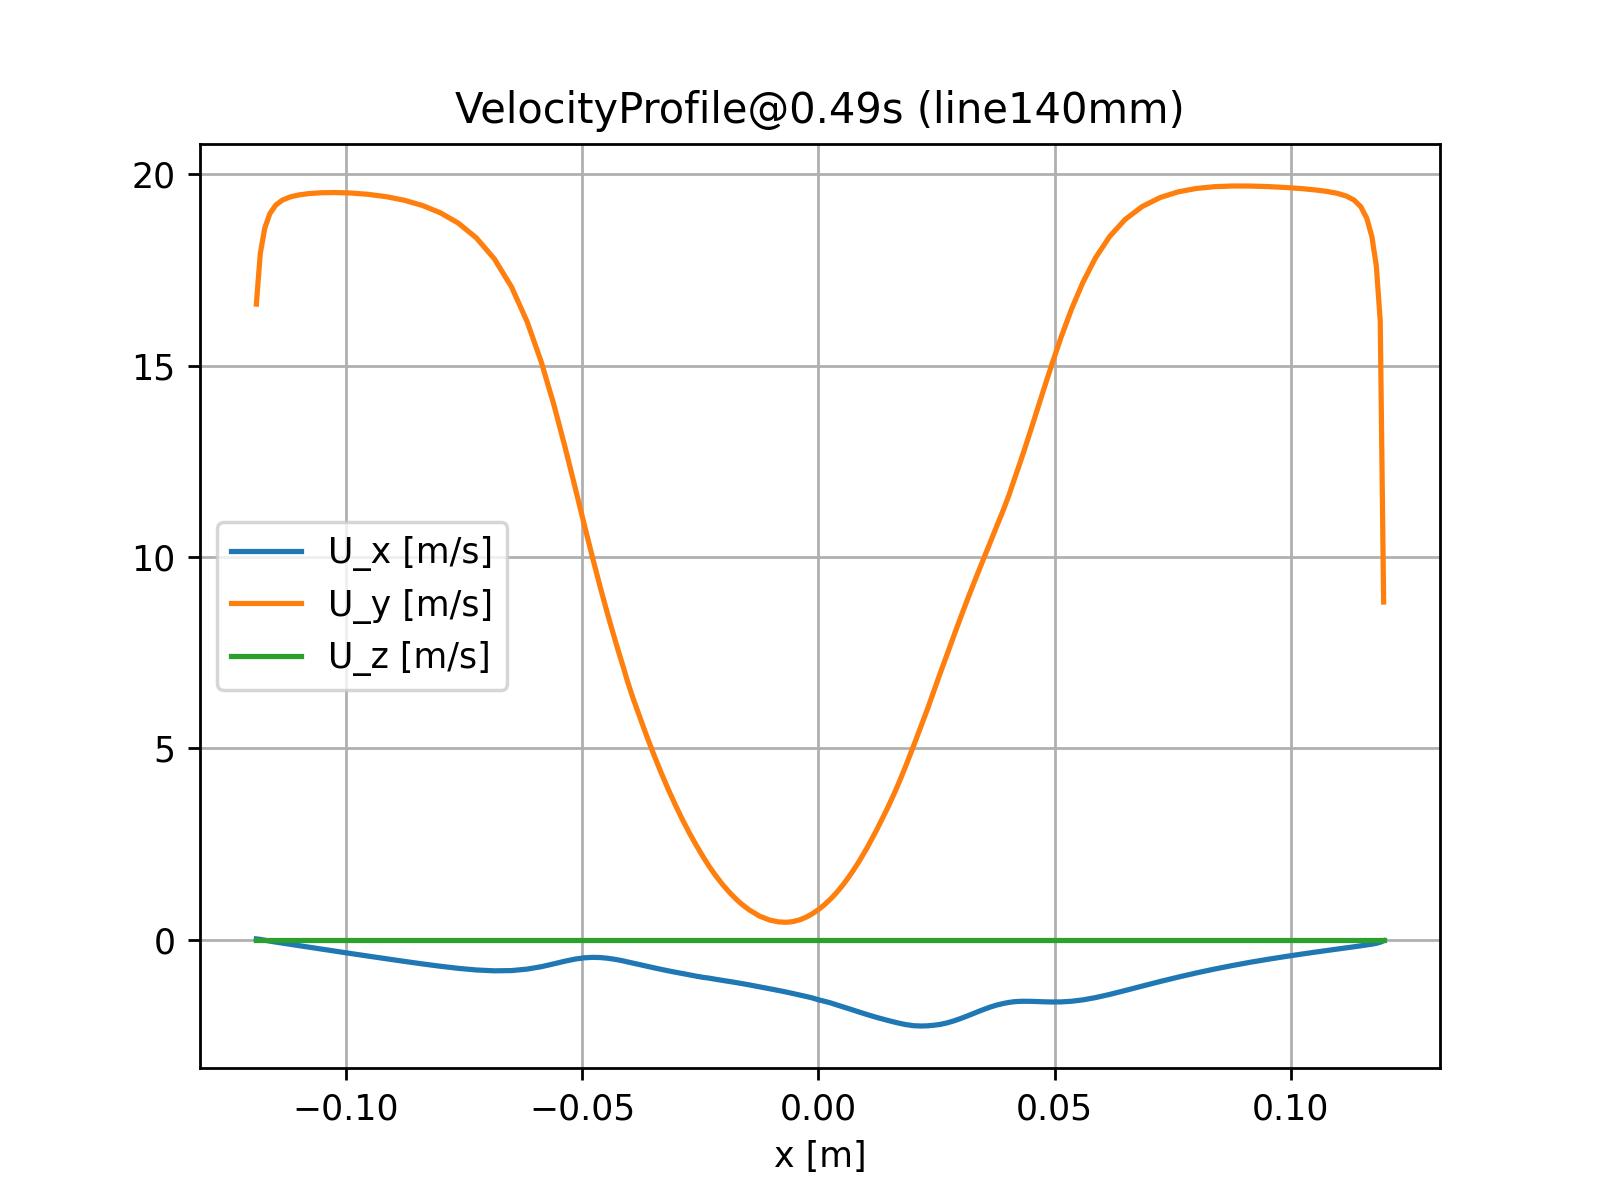 VelocityProfile@0.49s (line140mm)
20
15
10
5
0
U_x [m/s]
U_y [m/s]
U_z [m/s]
−0.10 −0.05 0.00 0.05 0.10
x [m]